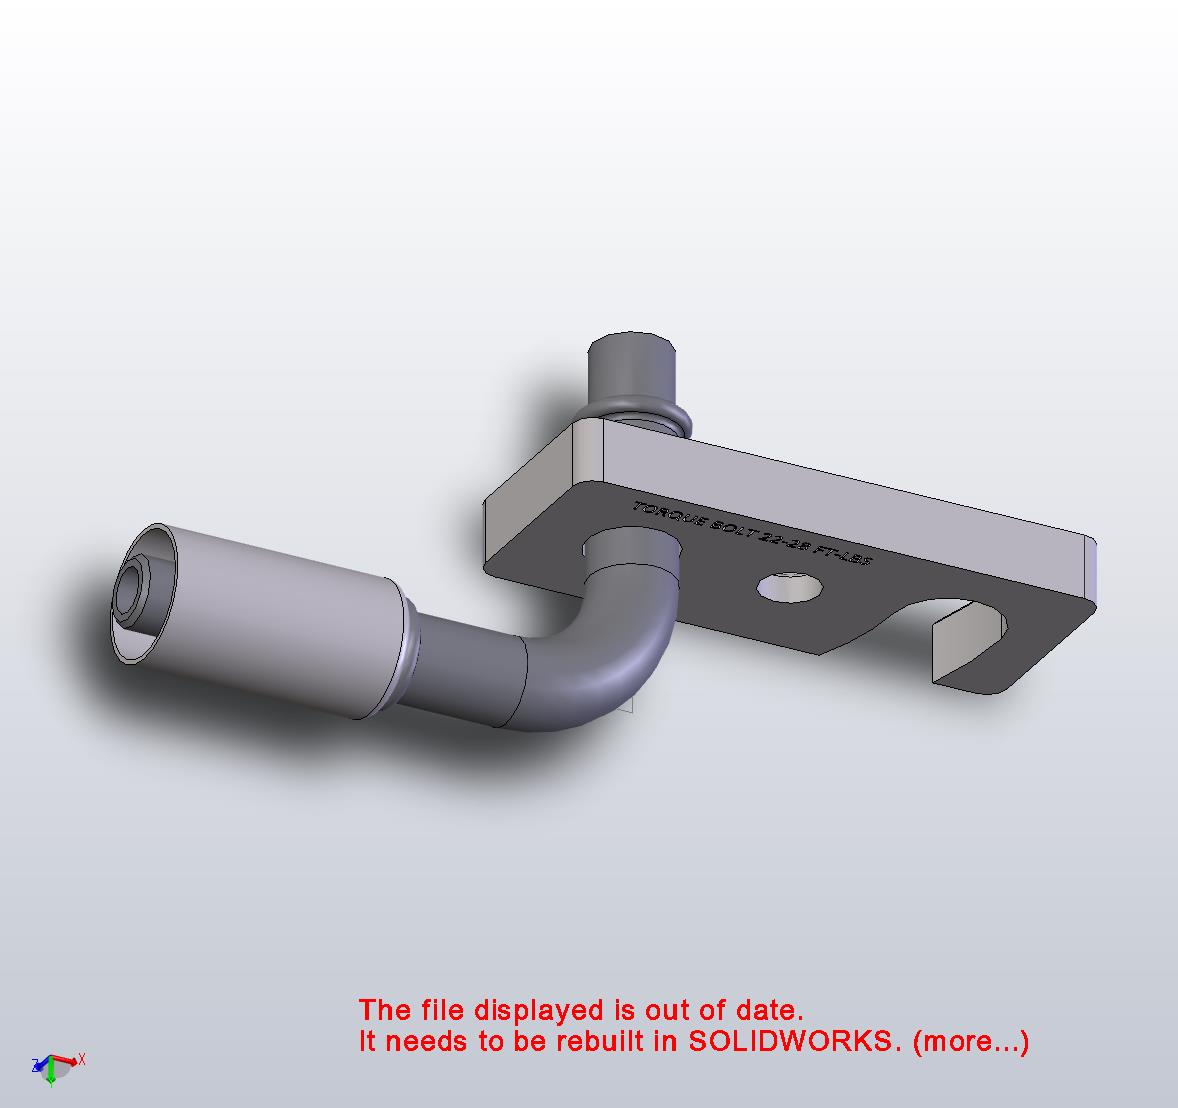 TORQUE BOLT 22-28 FT-LBS
The file displayed is out of date.
It needs to be rebuilt in SOLIDWORKS. (more...)
Z
X
Y